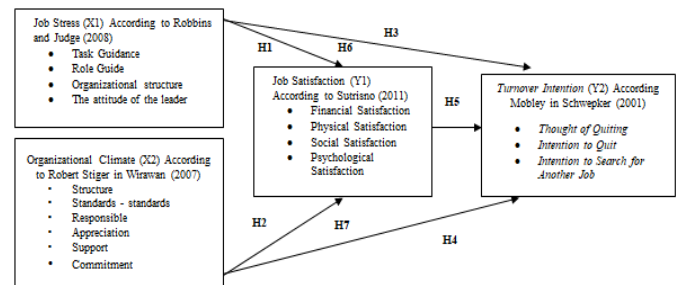 Job Stress (X1) According to Robbins
and Judge (2008)
• Task Guidance
• Role Guide
• Organizational structure
• The attitude of the leader
H1
H6
H3
Job Satisfaction (Y1)
According to Sutrisno (2011)
• Financial Satisfaction
• Physical Satisfaction
• Social Satisfaction
• Psychological
Satisfaction
H5
Turnover Intention (Y2) According
Mobley in Schwepker (2001)
• Thought of Quiting
• Intention to Quit
• Intention to Search for
Another Job
Organizational Climate (X2) According
to Robert Stiger in Wirawan (2007)
• Structure
• Standards - standards
• Responsible
• Appreciation
• Support
• Commitment
H2
H7
H4